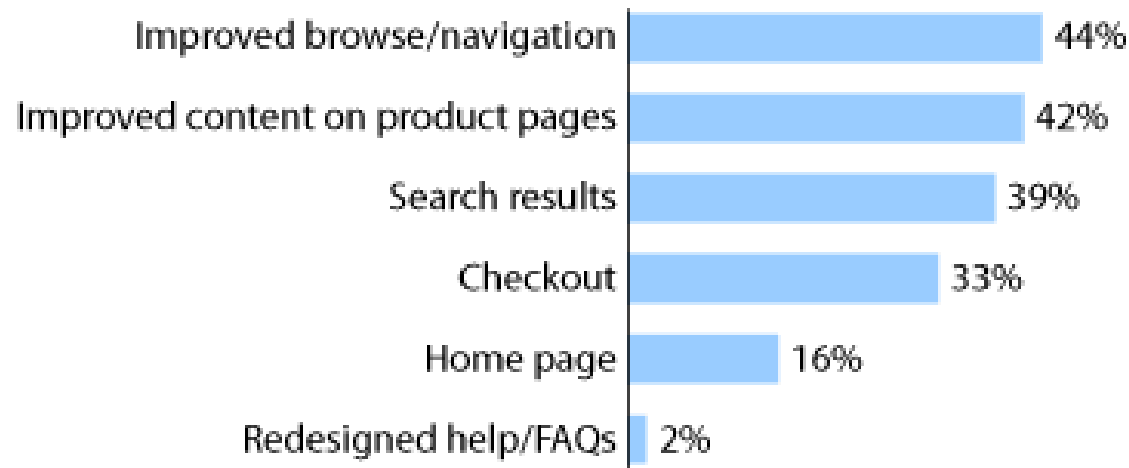 Improved browse/navigation 44%
Improved content on product pages 42%
Search results 39%
Checkout 33%
Home page 16%
Redesigned help/FAQs 2%